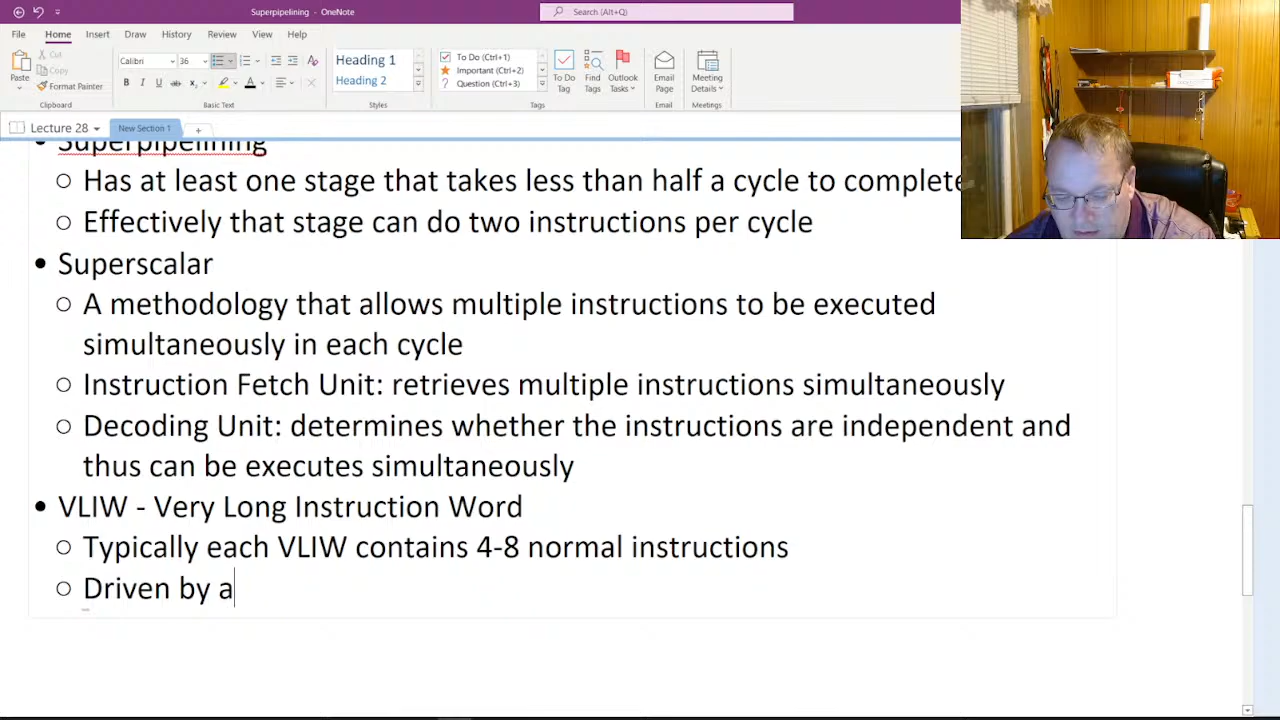 Superpipelining - OneNote
Search (Alt+Q)
File Home Insert Draw History Review View Help
Paste
Cut
Copy
Format Painter
Clipboard
Calibri 36
B I U ab
Basic Text
Heading 1
Heading 2
Styles
To Do (Ctrl+1)
Important (Ctrl+2)
Question (Ctrl+3)
Tags
To Do Tag
Find Tags
Outlook Tasks
Email Page
Email
Meeting Details
Meetings
Lecture 28
New Section 1
+
• Superpipelining
○ Has at least one stage that takes less than half a cycle to complete
○ Effectively that stage can do two instructions per cycle
• Superscalar
○ A methodology that allows multiple instructions to be executed
simultaneously in each cycle
○ Instruction Fetch Unit: retrieves multiple instructions simultaneously
○ Decoding Unit: determines whether the instructions are independent and
thus can be executes simultaneously
• VLIW - Very Long Instruction Word
○ Typically each VLIW contains 4-8 normal instructions
○ Driven by a